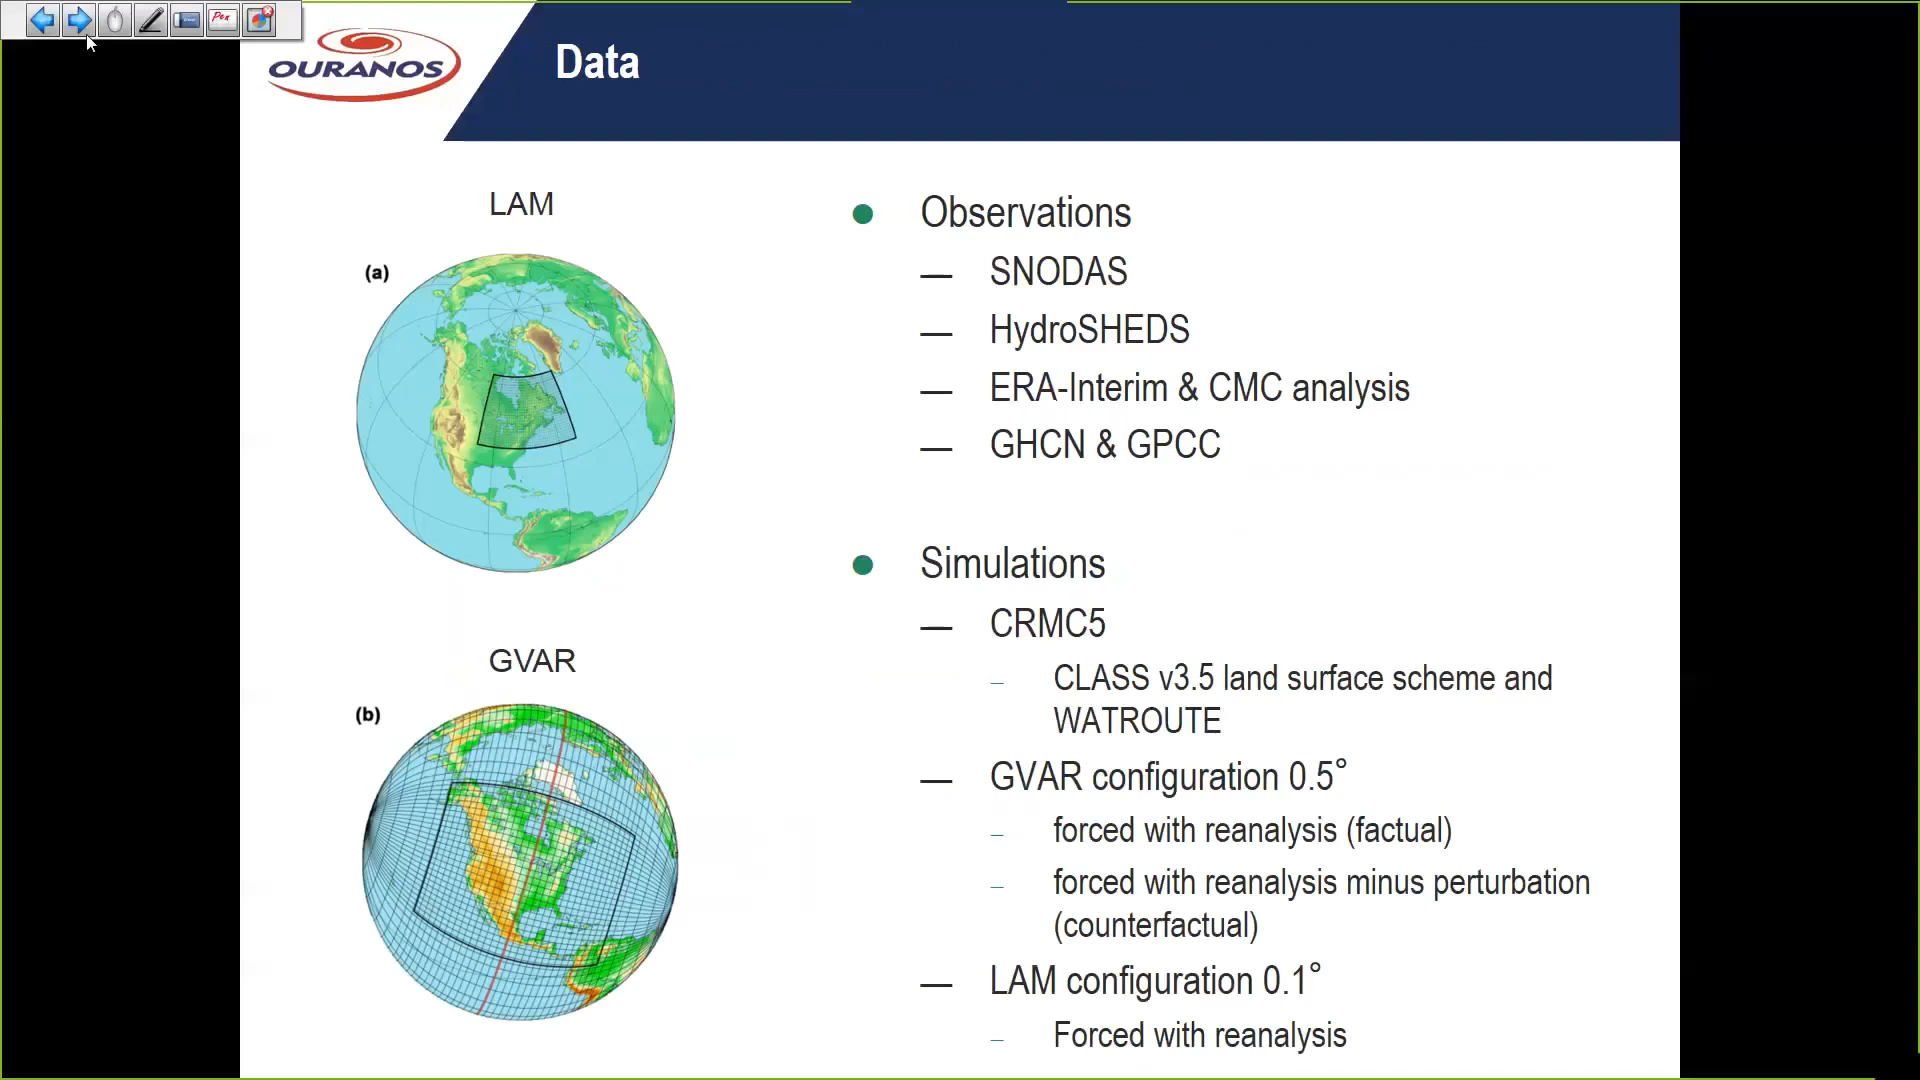 Pen
OURANOS
Data
LAM
(a)
GVAR
(b)
● Observations
— SNODAS
— HydroSHEDS
— ERA-Interim & CMC analysis
— GHCN & GPCC
● Simulations
— CRMC5
– CLASS v3.5 land surface scheme and
WATROUTE
— GVAR configuration 0.5°
– forced with reanalysis (factual)
– forced with reanalysis minus perturbation
(counterfactual)
— LAM configuration 0.1°
– Forced with reanalysis